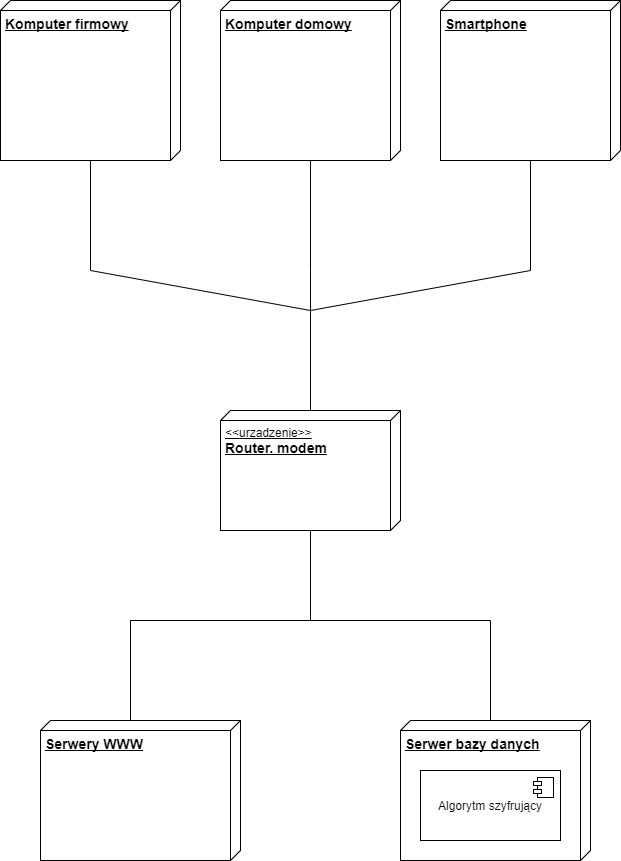 Komputer firmowy
Komputer domowy
Smartphone
<<urzadzenie>>
Router. modem
Serwery WWW
Serwer bazy danych
Algorytm szyfrujący